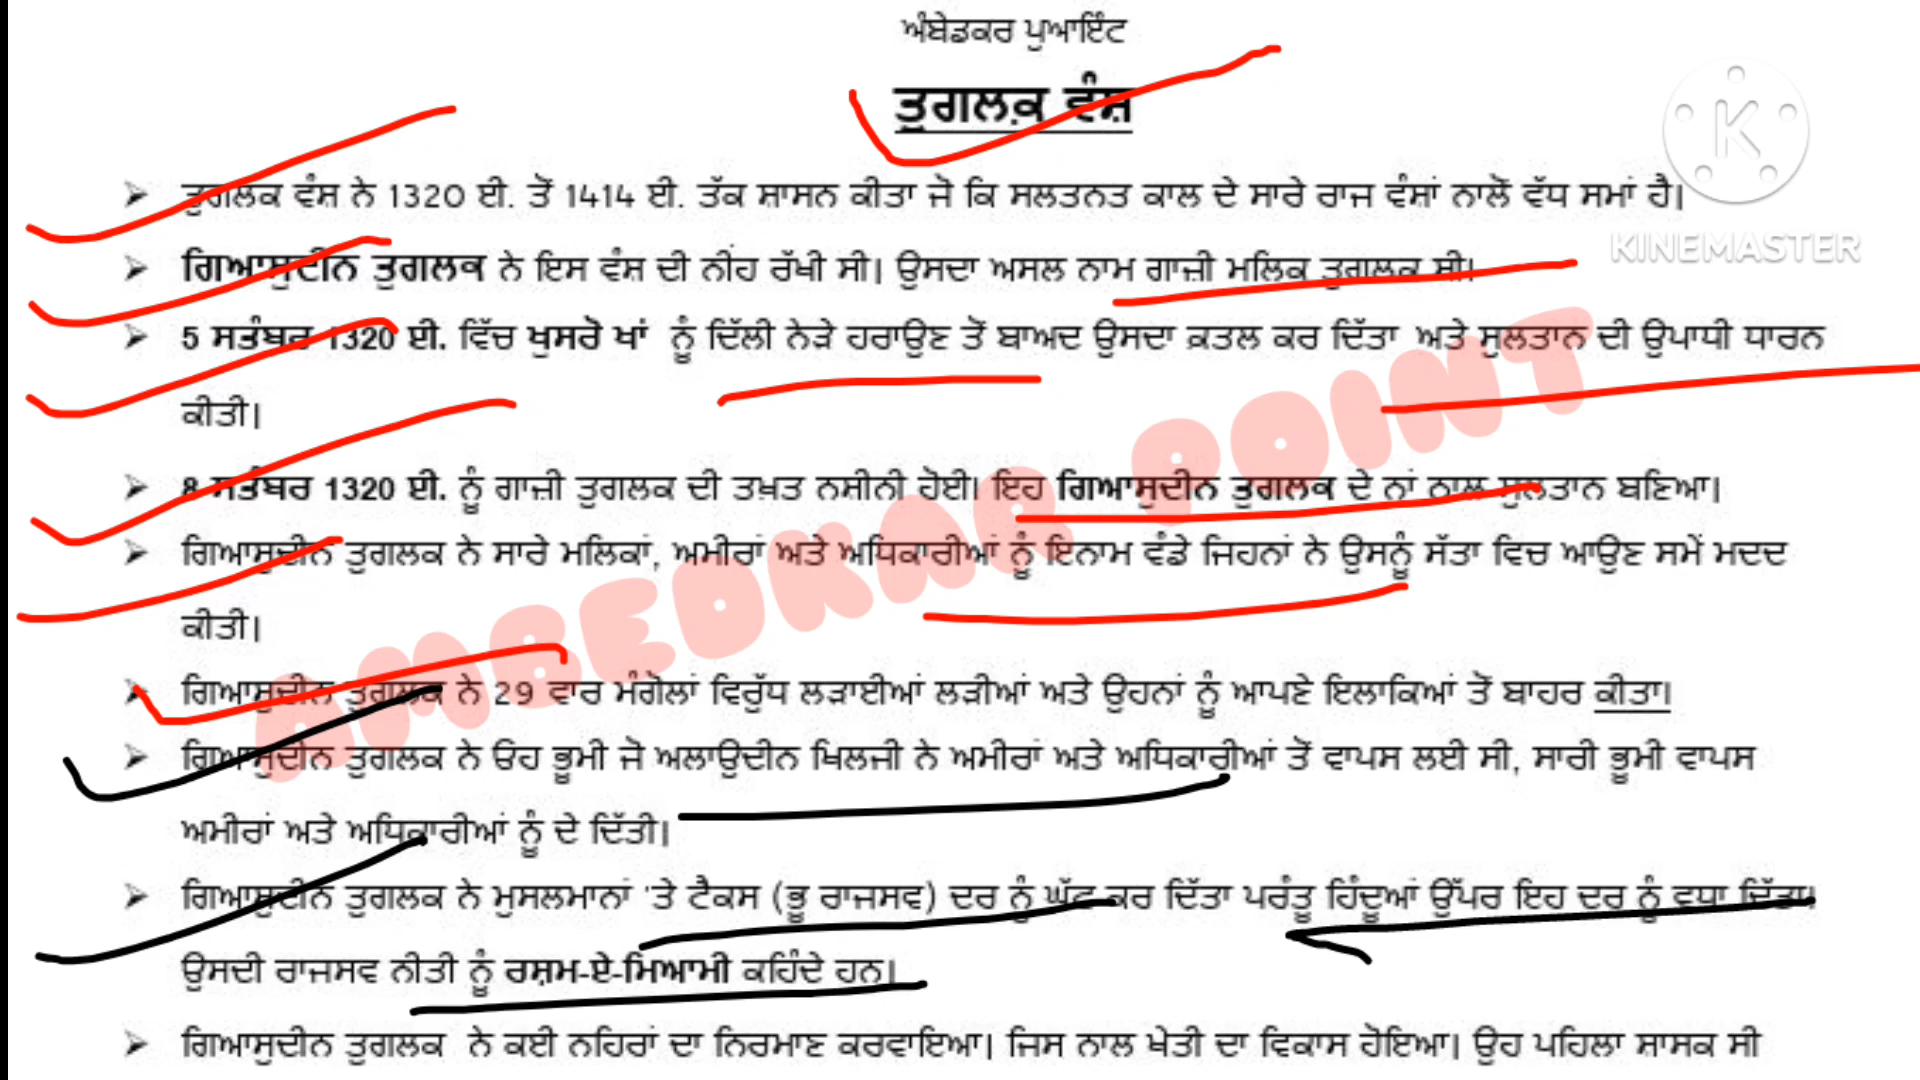 ਅੰਬੇਡਕਰ ਪੁਆਇੰਟ
ਤੁਗਲਕ ਵੰਸ਼
ਤੁਗਲਕ ਵੰਸ਼ ਨੇ 1320 ਈ. ਤੋਂ 1414 ਈ. ਤੱਕ ਸ਼ਾਸਨ ਕੀਤਾ ਜੋ ਕਿ ਸਲਤਨਤ ਕਾਲ ਦੇ ਸਾਰੇ ਰਾਜ ਵੰਸ਼ਾਂ ਨਾਲੋਂ ਵੱਧ ਸਮਾਂ ਹੈ।
KINEMASTER
ਗਿਆਸੁਦੀਨ ਤੁਗਲਕ ਨੇ ਇਸ ਵੰਸ਼ ਦੀ ਨੀਂਹ ਰੱਖੀ ਸੀ। ਉਸਦਾ ਅਸਲ ਨਾਮ ਗਾਜ਼ੀ ਮਲਿਕ ਤੁਗਲਕ ਸੀ।
5 ਸਤੰਬਰ 1320 ਈ. ਵਿੱਚ ਖੁਸਰੋ ਖਾਂ ਨੂੰ ਦਿੱਲੀ ਨੇੜੇ ਹਰਾਉਣ ਤੋਂ ਬਾਅਦ ਉਸਦਾ ਕਤਲ ਕਰ ਦਿੱਤਾ ਅਤੇ ਸੁਲਤਾਨ ਦੀ ਉਪਾਧੀ ਧਾਰਨ
ਕੀਤੀ।
8 ਸਤੰਬਰ 1320 ਈ. ਨੂੰ ਗਾਜ਼ੀ ਤੁਗਲਕ ਦੀ ਤਖ਼ਤ ਨਸ਼ੀਨੀ ਹੋਈ। ਇਹ ਗਿਆਸੁਦੀਨ ਤੁਗਲਕ ਦੇ ਨਾਂ ਨਾਲ ਸੁਲਤਾਨ ਬਣਿਆ।
ਗਿਆਸੁਦੀਨ ਤੁਗਲਕ ਨੇ ਸਾਰੇ ਮਲਿਕਾਂ, ਅਮੀਰਾਂ ਅਤੇ ਅਧਿਕਾਰੀਆਂ ਨੂੰ ਇਨਾਮ ਵੰਡੇ ਜਿਹਨਾਂ ਨੇ ਉਸਨੂੰ ਸੱਤਾ ਵਿਚ ਆਉਣ ਸਮੇਂ ਮਦਦ
ਕੀਤੀ।
ਗਿਆਸੁਦੀਨ ਤੁਗਲਕ ਨੇ 29 ਵਾਰ ਮੰਗੋਲਾਂ ਵਿਰੁੱਧ ਲੜਾਈਆਂ ਲੜੀਆਂ ਅਤੇ ਉਹਨਾਂ ਨੂੰ ਆਪਣੇ ਇਲਾਕਿਆਂ ਤੋਂ ਬਾਹਰ ਕੀਤਾ।
ਗਿਆਸੁਦੀਨ ਤੁਗਲਕ ਨੇ ਓਹ ਭੂਮੀ ਜੋ ਅਲਾਉਦੀਨ ਖਿਲਜੀ ਨੇ ਅਮੀਰਾਂ ਅਤੇ ਅਧਿਕਾਰੀਆਂ ਤੋਂ ਵਾਪਸ ਲਈ ਸੀ, ਸਾਰੀ ਭੂਮੀ ਵਾਪਸ
ਅਮੀਰਾਂ ਅਤੇ ਅਧਿਕਾਰੀਆਂ ਨੂੰ ਦੇ ਦਿੱਤੀ।
ਗਿਆਸੁਦੀਨ ਤੁਗਲਕ ਨੇ ਮੁਸਲਮਾਨਾਂ 'ਤੇ ਟੈਕਸ (ਭੂ ਰਾਜਸਵ) ਦਰ ਨੂੰ ਘੱਟ ਕਰ ਦਿੱਤਾ ਪਰੰਤੂ ਹਿੰਦੂਆਂ ਉੱਪਰ ਇਹ ਦਰ ਨੂੰ ਵਧਾ ਦਿੱਤਾ।
ਉਸਦੀ ਰਾਜਸਵ ਨੀਤੀ ਨੂੰ ਰਸ਼ਮ-ਏ-ਮਿਆਮੀ ਕਹਿੰਦੇ ਹਨ।
ਗਿਆਸੁਦੀਨ ਤੁਗਲਕ ਨੇ ਕਈ ਨਹਿਰਾਂ ਦਾ ਨਿਰਮਾਣ ਕਰਵਾਇਆ। ਜਿਸ ਨਾਲ ਖੇਤੀ ਦਾ ਵਿਕਾਸ ਹੋਇਆ। ਉਹ ਪਹਿਲਾ ਸ਼ਾਸਕ ਸੀ
AMBEDKAR POINT